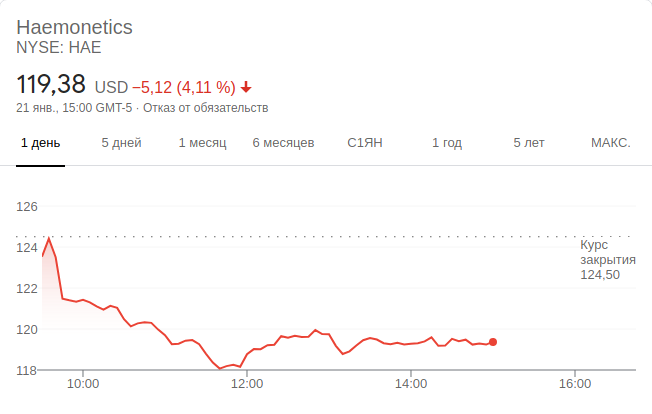 Haemonetics
NYSE: HAE
119,38 USD −5,12 (4,11 %)
21 янв., 15:00 GMT-5 · Отказ от обязательств
1 день 5 дней 1 месяц 6 месяцев С1ЯН 1 год 5 лет МАКС.
126
124
122
120
118
Курс
закрытия
124,50
10:00 12:00 14:00 16:00